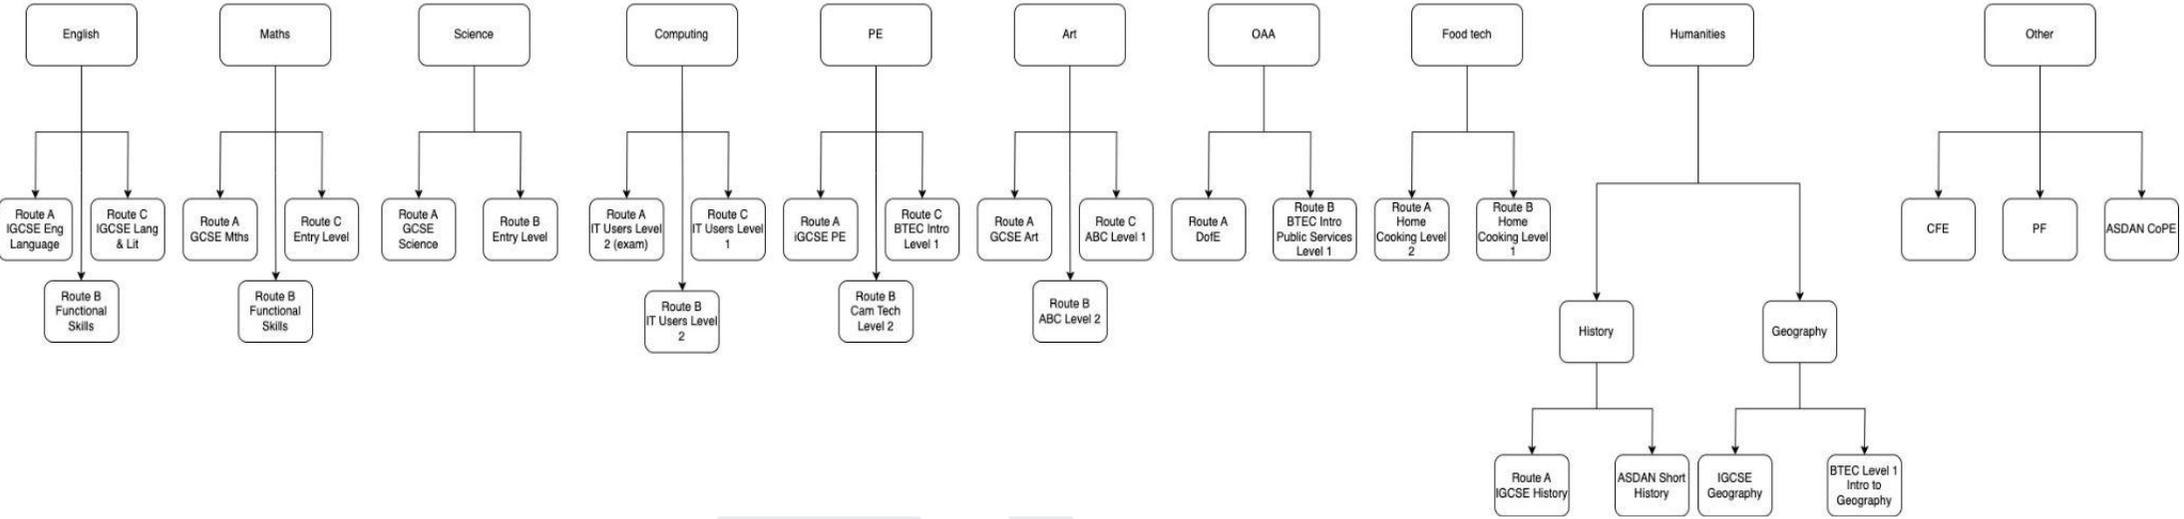 English
Maths
Science
Computing
PE
Art
OAA
Food tech
Humanities
Other
Route A
IGCSE Eng
Language
Route C
IGCSE Lang
& Lit
Route B
Functional
Skills
Route A
GCSE Mths
Route C
Entry Level
Route B
Functional
Skills
Route A
GCSE
Science
Route B
Entry Level
Route A
IT Users Level
2 (exam)
Route C
IT Users Level
1
Route B
IT Users Level
2
Route A
iGCSE PE
Route C
BTEC Intro
Level 1
Route B
Cam Tech
Level 2
Route A
GCSE Art
Route C
ABC Level 1
Route B
ABC Level 2
Route A
DofE
Route B
BTEC Intro
Public Services
Level 1
Route A
Home
Cooking Level
2
Route B
Home
Cooking Level
1
History
Geography
Route A
IGCSE History
ASDAN Short
History
IGCSE
Geography
BTEC Level 1
Intro to
Geography
CFE
PF
ASDAN CoPE